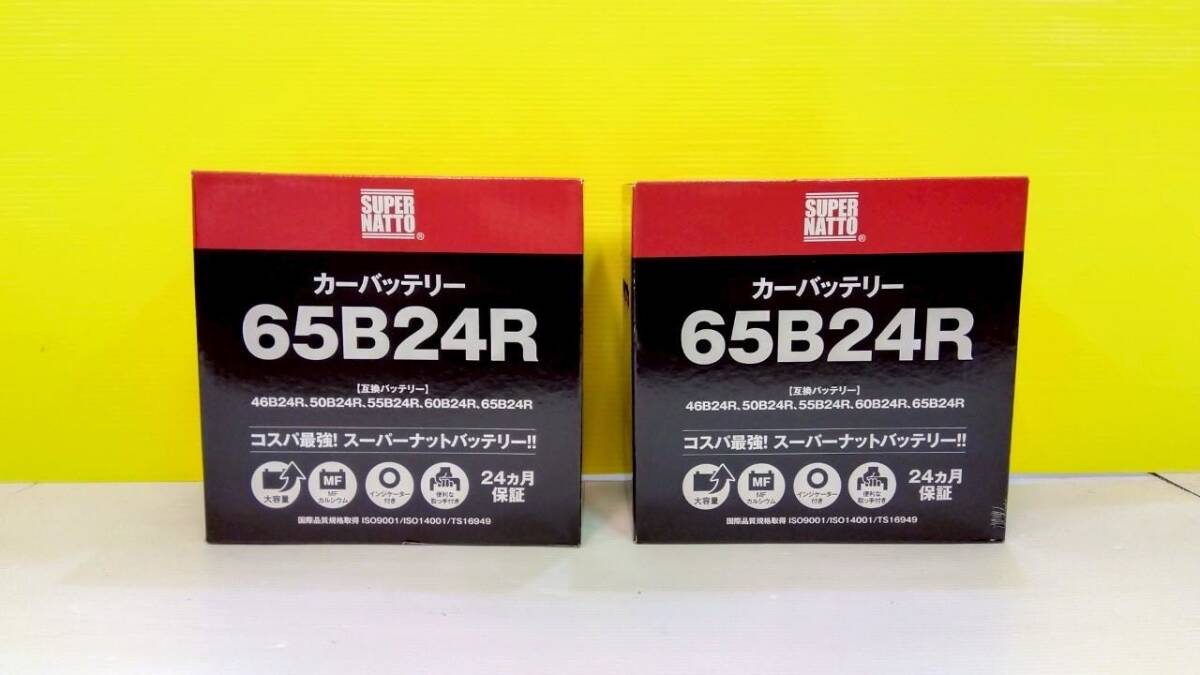 SUPER
NATTO®
カーバッテリー
65B24R
【互換バッテリー】
46B24R、50B24R、55B24R、60B24R、65B24R
コスパ最強！スーパーナットバッテリー!!
大容量
MF
MF
カルシウム
インジケーター
付き
便利な
取っ手付き
24ヵ月
保証
国際品質規格取得 ISO9001/ISO14001/TS16949
SUPER
NATTO®
カーバッテリー
65B24R
【互換バッテリー】
46B24R、50B24R、55B24R、60B24R、65B24R
コスパ最強！スーパーナットバッテリー!!
大容量
MF
MF
カルシウム
インジケーター
付き
便利な
取っ手付き
24ヵ月
保証
国際品質規格取得 ISO9001/ISO14001/TS16949